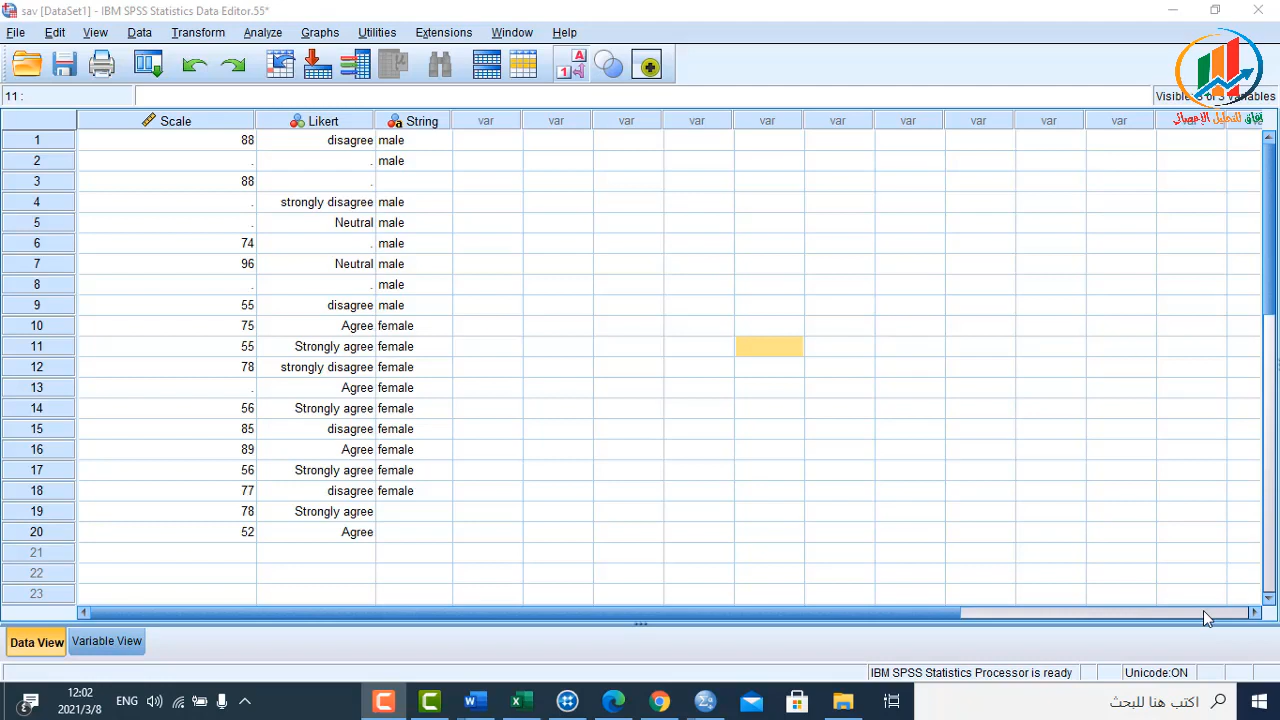 sav [DataSet1] - IBM SPSS Statistics Data Editor.55*
File Edit View Data Transform Analyze Graphs Utilities Extensions Window Help
11 :
Scale Likert String var var var var var var var var var var
1 88 disagree male
2 . . male
3 88 .
4 . strongly disagree male
5 . Neutral male
6 74 . male
7 96 Neutral male
8 . . male
9 55 disagree male
10 75 Agree female
11 55 Strongly agree female
12 78 strongly disagree female
13 . Agree female
14 56 Strongly agree female
15 85 disagree female
16 89 Agree female
17 56 Strongly agree female
18 77 disagree female
19 78 Strongly agree
20 52 Agree
21
22
23
Data View Variable View
IBM SPSS Statistics Processor is ready Unicode:ON
12:02
2021/3/8
ENG
اكتب هنا للبحث